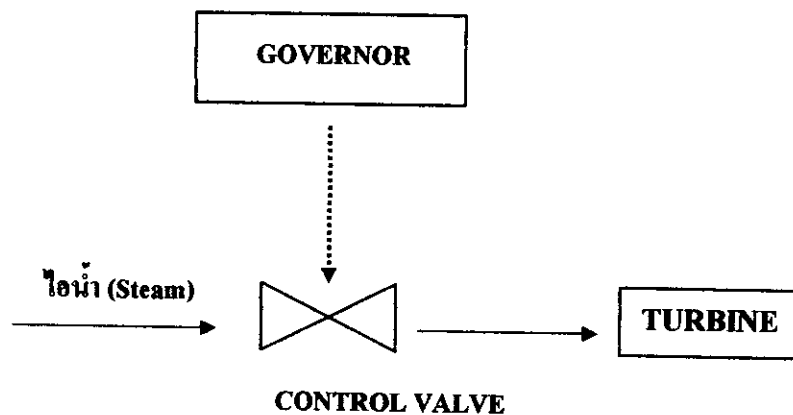 GOVERNOR
ไอน้ำ (Steam)
TURBINE
CONTROL VALVE